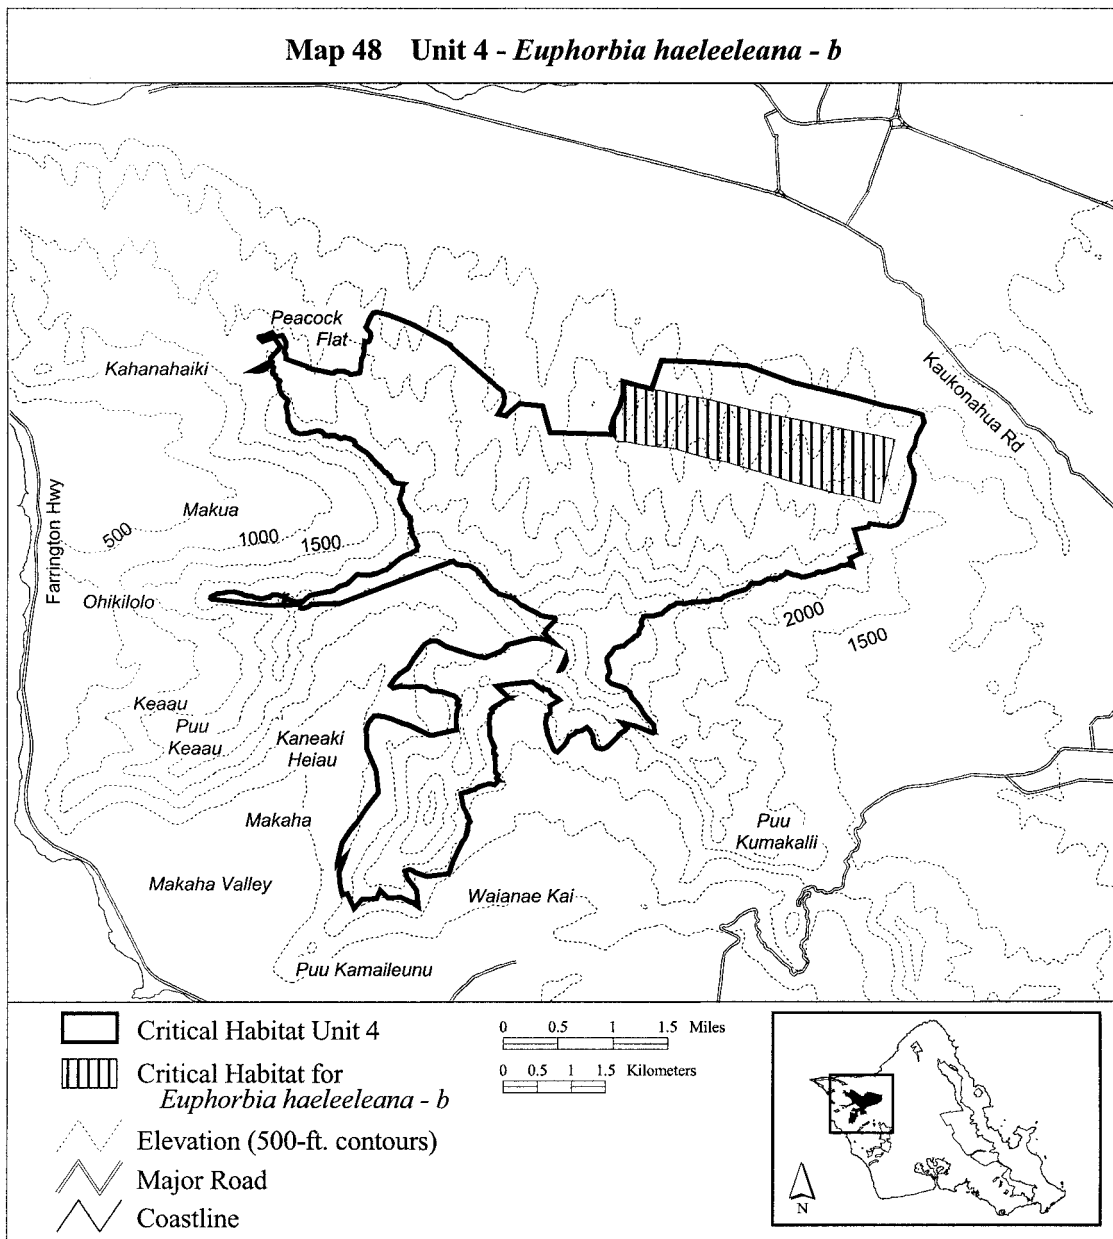 Map 48 Unit 4 - Euphorbia haeleeleana - b
Peacock
Flat
Kahanahaiki
Kaukonahua Rd
Farrington Hwy
Makua
500
1000
1500
Ohikilolo
2000
1500
Keaau
Puu
Keaau
Kaneaki
Heiau
Makaha
Puu
Kumakalli
Makaha Valley
Waianae Kai
Puu Kamaileunu
Critical Habitat Unit 4
Critical Habitat for
Euphorbia haeleeleana - b
Elevation (500-ft. contours)
Major Road
Coastline
0 0.5 1 1.5 Miles
0 0.5 1 1.5 Kilometers
N